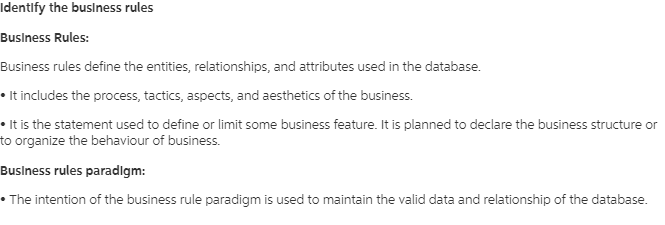 Identify the business rules
Business Rules:
Business rules define the entities, relationships, and attributes used in the database.
• It includes the process, tactics, aspects, and aesthetics of the business.
• It is the statement used to define or limit some business feature. It is planned to declare the business structure or
to organize the behaviour of business.
Business rules paradigm:
• The intention of the business rule paradigm is used to maintain the valid data and relationship of the database.